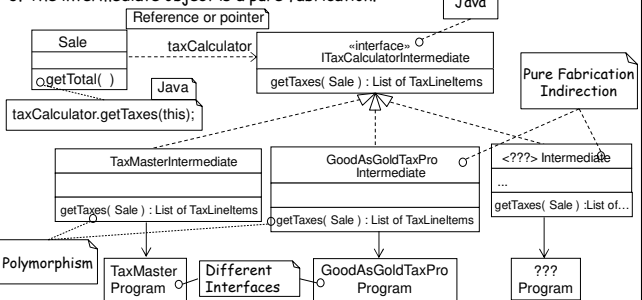 3. The intermediate object is a pure fabrication.
Java
Reference or pointer
Sale
taxCalculator
«interface»
ITaxCalculatorIntermediate
getTotal( )
getTaxes( Sale ) : List of TaxLineItems
Java
taxCalculator.getTaxes(this);
Pure Fabrication
Indirection
TaxMasterIntermediate
GoodAsGoldTaxPro
Intermediate
<???> Intermediate
...
getTaxes( Sale ) : List of TaxLineItems
getTaxes( Sale ) : List of TaxLineItems
getTaxes( Sale ) :List of...
Polymorphism
TaxMaster
Program
Different
Interfaces
GoodAsGoldTaxPro
Program
???
Program